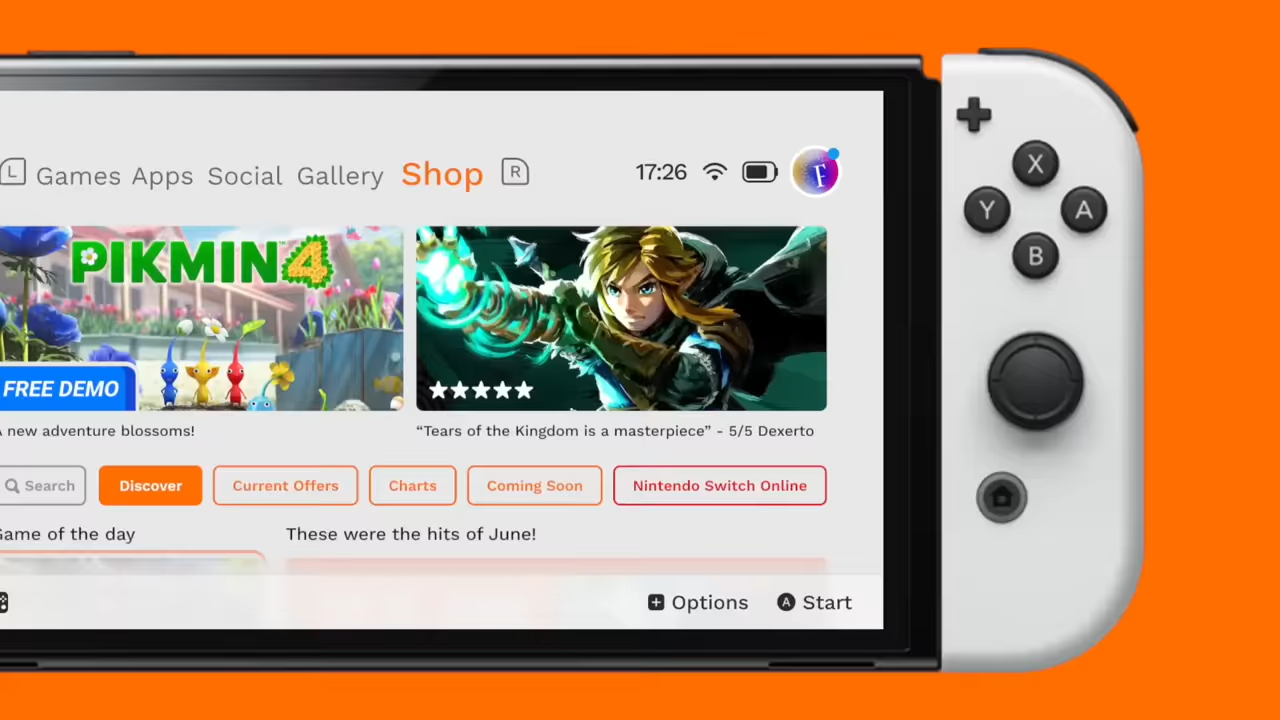 L Games Apps Social Gallery Shop R 17:26 F
PIKMIN 4
FREE DEMO
A new adventure blossoms!
★★★★★
“Tears of the Kingdom is a masterpiece” - 5/5 Dexerto
Search Discover Current Offers Charts Coming Soon Nintendo Switch Online
Game of the day
These were the hits of June!
Options A Start
X
Y A
B